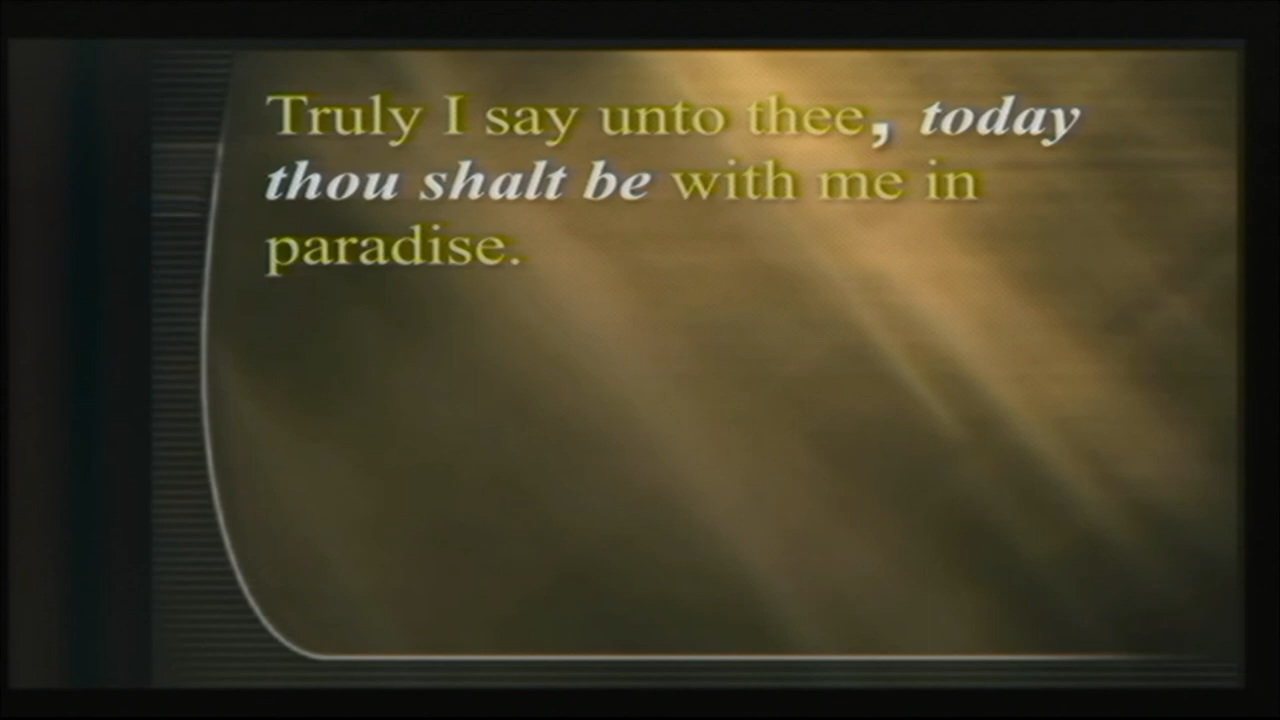 Truly I say unto thee, today
thou shalt be with me in
paradise.